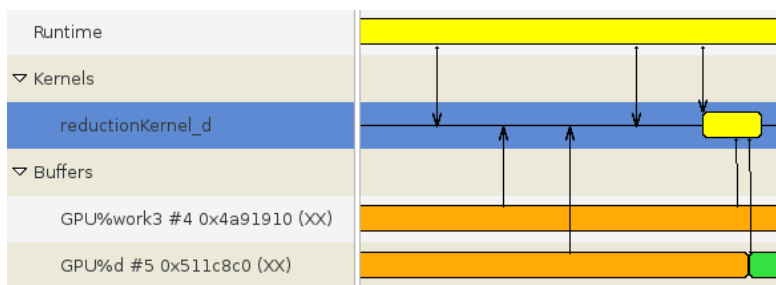 Runtime
Kernels
reductionKernel_d
Buffers
GPU%work3 #4 0x4a91910 (XX)
GPU%d #5 0x511c8c0 (XX)